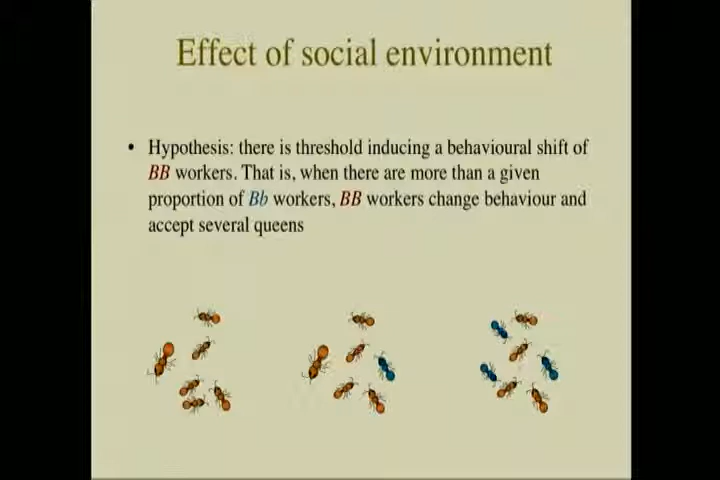 Effect of social environment
• Hypothesis: there is threshold inducing a behavioural shift of
BB workers. That is, when there are more than a given
proportion of Bb workers, BB workers change behaviour and
accept several queens